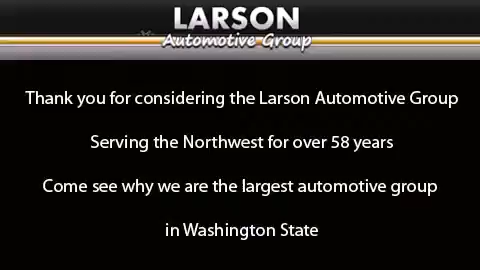 LARSON
Automotive Group
Thank you for considering the Larson Automotive Group
Serving the Northwest for over 58 years
Come see why we are the largest automotive group
in Washington State